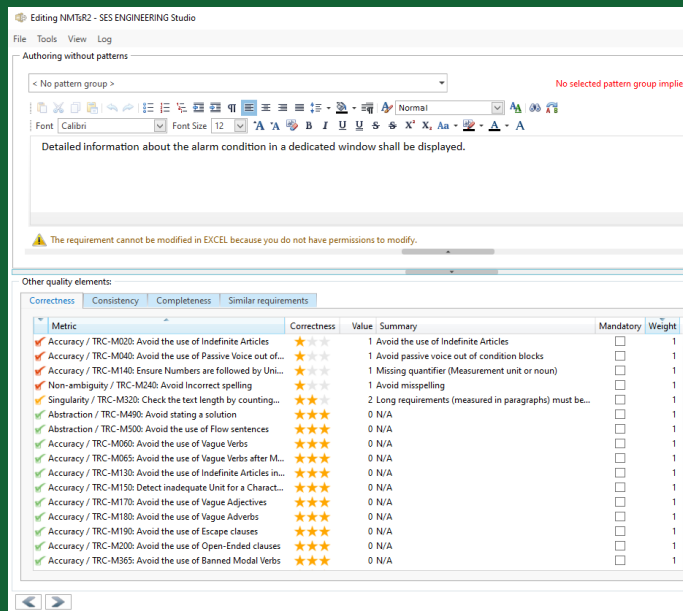 Editing NMTsR2 - SES ENGINEERING Studio
File Tools View Log
Authoring without patterns
< No pattern group >
No selected pattern group implie
Normal
Font Calibri Font Size 12
Detailed information about the alarm condition in a dedicated window shall be displayed.
The requirement cannot be modified in EXCEL because you do not have permissions to modify.
Other quality elements:
Correctness Consistency Completeness Similar requirements
Metric Correctness Value Summary Mandatory Weight
Accuracy / TRC-M020: Avoid the use of Indefinite Articles 1 Avoid the use of Indefinite Articles 1
Accuracy / TRC-M040: Avoid the use of Passive Voice out of... 1 Avoid passive voice out of condition blocks 1
Accuracy / TRC-M140: Ensure Numbers are followed by Uni... 1 Missing quantifier (Measurement unit or noun) 1
Non-ambiguity / TRC-M240: Avoid Incorrect spelling 1 Avoid misspelling 1
Singularity / TRC-M320: Check the text length by counting... 2 Long requirements (measured in paragraphs) must be... 1
Abstraction / TRC-M490: Avoid stating a solution 0 N/A 1
Abstraction / TRC-M500: Avoid the use of Flow sentences 0 N/A 1
Accuracy / TRC-M060: Avoid the use of Vague Verbs 0 N/A 1
Accuracy / TRC-M065: Avoid the use of Vague Verbs after M... 0 N/A 1
Accuracy / TRC-M130: Avoid the use of Indefinite Articles in... 0 N/A 1
Accuracy / TRC-M150: Detect inadequate Unit for a Charact... 0 N/A 1
Accuracy / TRC-M170: Avoid the use of Vague Adjectives 0 N/A 1
Accuracy / TRC-M180: Avoid the use of Vague Adverbs 0 N/A 1
Accuracy / TRC-M190: Avoid the use of Escape clauses 0 N/A 1
Accuracy / TRC-M200: Avoid the use of Open-Ended clauses 0 N/A 1
Accuracy / TRC-M365: Avoid the use of Banned Modal Verbs 0 N/A 1